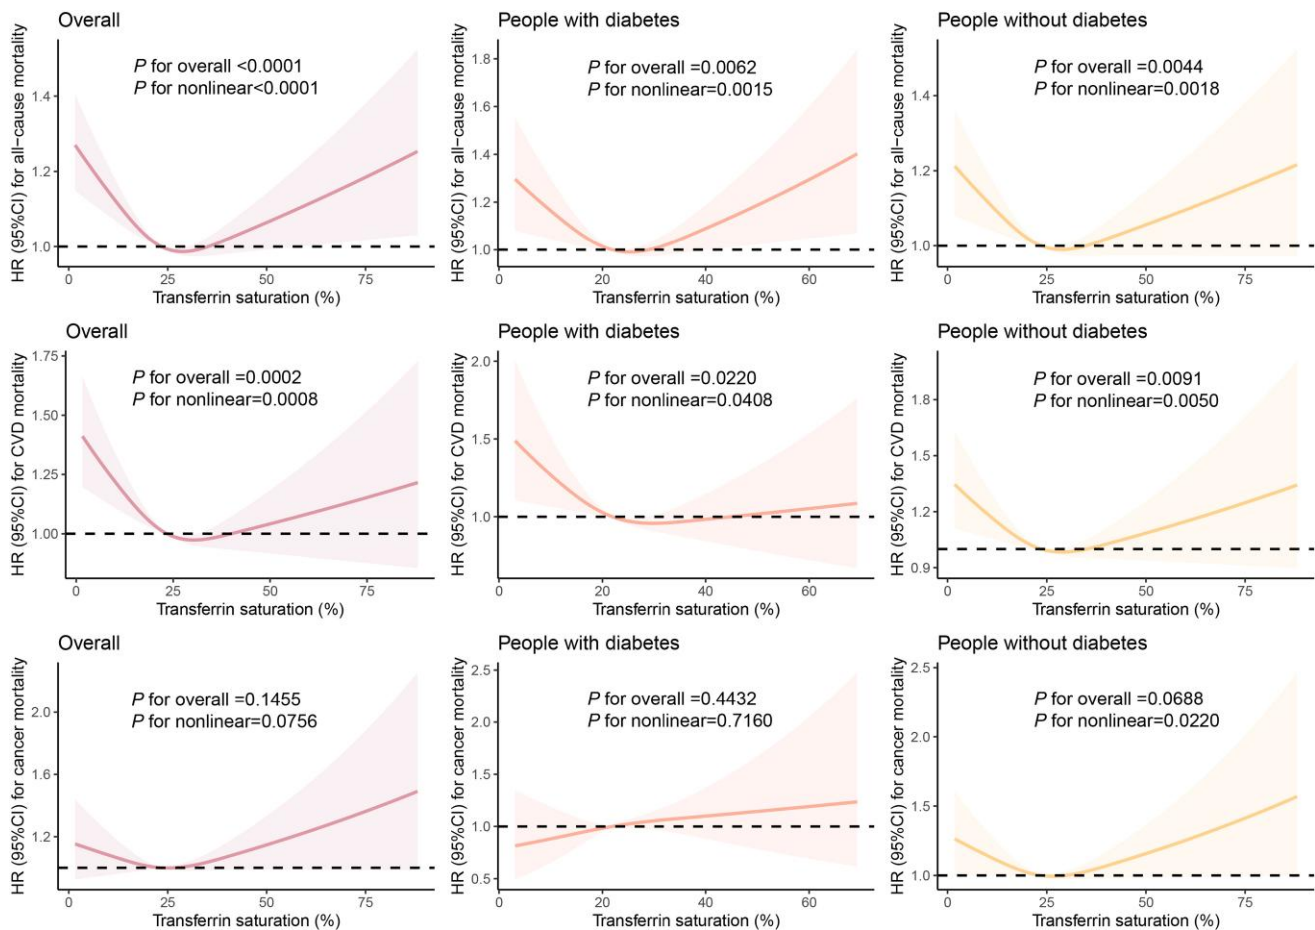 Overall
HR (95%CI) for all−cause mortality
P for overall <0.0001
P for nonlinear<0.0001
1.4
1.2
1.0
0 25 50 75
Transferrin saturation (%)
People with diabetes
HR (95%CI) for all−cause mortality
P for overall =0.0062
P for nonlinear=0.0015
1.8
1.6
1.4
1.2
1.0
0 20 40 60
Transferrin saturation (%)
People without diabetes
HR (95%CI) for all−cause mortality
P for overall =0.0044
P for nonlinear=0.0018
1.4
1.2
1.0
0 25 50 75
Transferrin saturation (%)
Overall
HR (95%CI) for CVD mortality
P for overall =0.0002
P for nonlinear=0.0008
1.75
1.50
1.25
1.00
0 25 50 75
Transferrin saturation (%)
People with diabetes
HR (95%CI) for CVD mortality
P for overall =0.0220
P for nonlinear=0.0408
2.0
1.5
1.0
0 20 40 60
Transferrin saturation (%)
People without diabetes
HR (95%CI) for CVD mortality
P for overall =0.0091
P for nonlinear=0.0050
1.8
1.5
1.2
0.9
0 25 50 75
Transferrin saturation (%)
Overall
HR (95%CI) for cancer mortality
P for overall =0.1455
P for nonlinear=0.0756
2.0
1.6
1.2
0 25 50 75
Transferrin saturation (%)
People with diabetes
HR (95%CI) for cancer mortality
P for overall =0.4432
P for nonlinear=0.7160
2.5
2.0
1.5
1.0
0.5
0 20 40 60
Transferrin saturation (%)
People without diabetes
HR (95%CI) for cancer mortality
P for overall =0.0688
P for nonlinear=0.0220
2.5
2.0
1.5
1.0
0 25 50 75
Transferrin saturation (%)